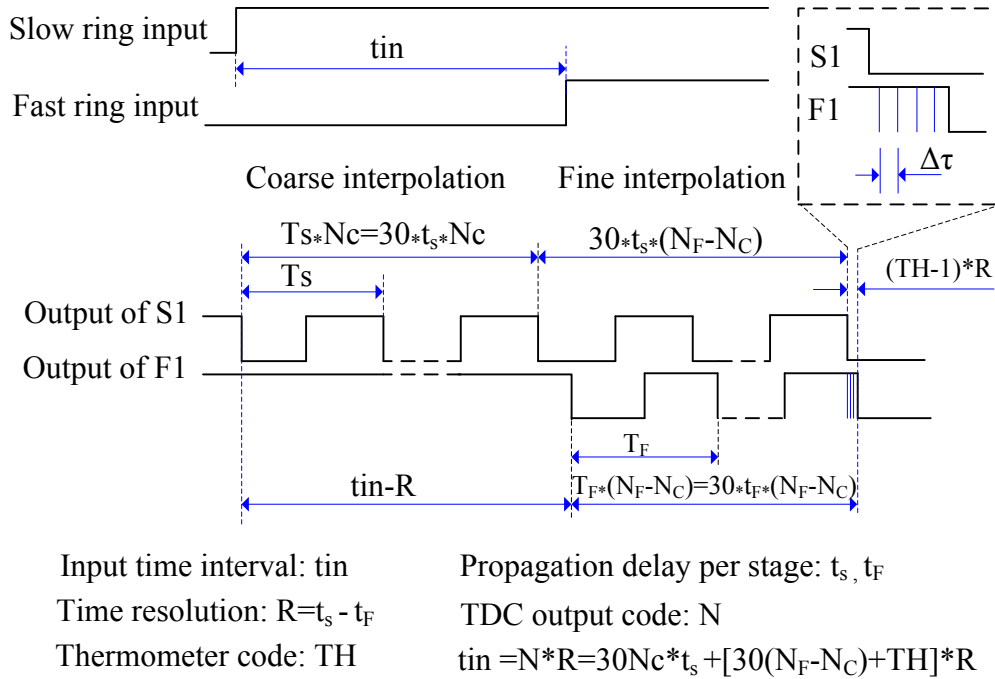 Slow ring input
tin
Fast ring input
S1
F1
Δτ
Coarse interpolation
Fine interpolation
Ts*Nc=30*ts*Nc
30*ts*(NF-NC)
(TH-1)*R
Ts
Output of S1
Output of F1
TF
tin-R
TF*(NF-NC)=30*tF*(NF-NC)
Input time interval: tin
Propagation delay per stage: ts , tF
Time resolution: R=ts - tF
TDC output code: N
Thermometer code: TH
tin =N*R=30Nc*ts+[30(NF-NC)+TH]*R